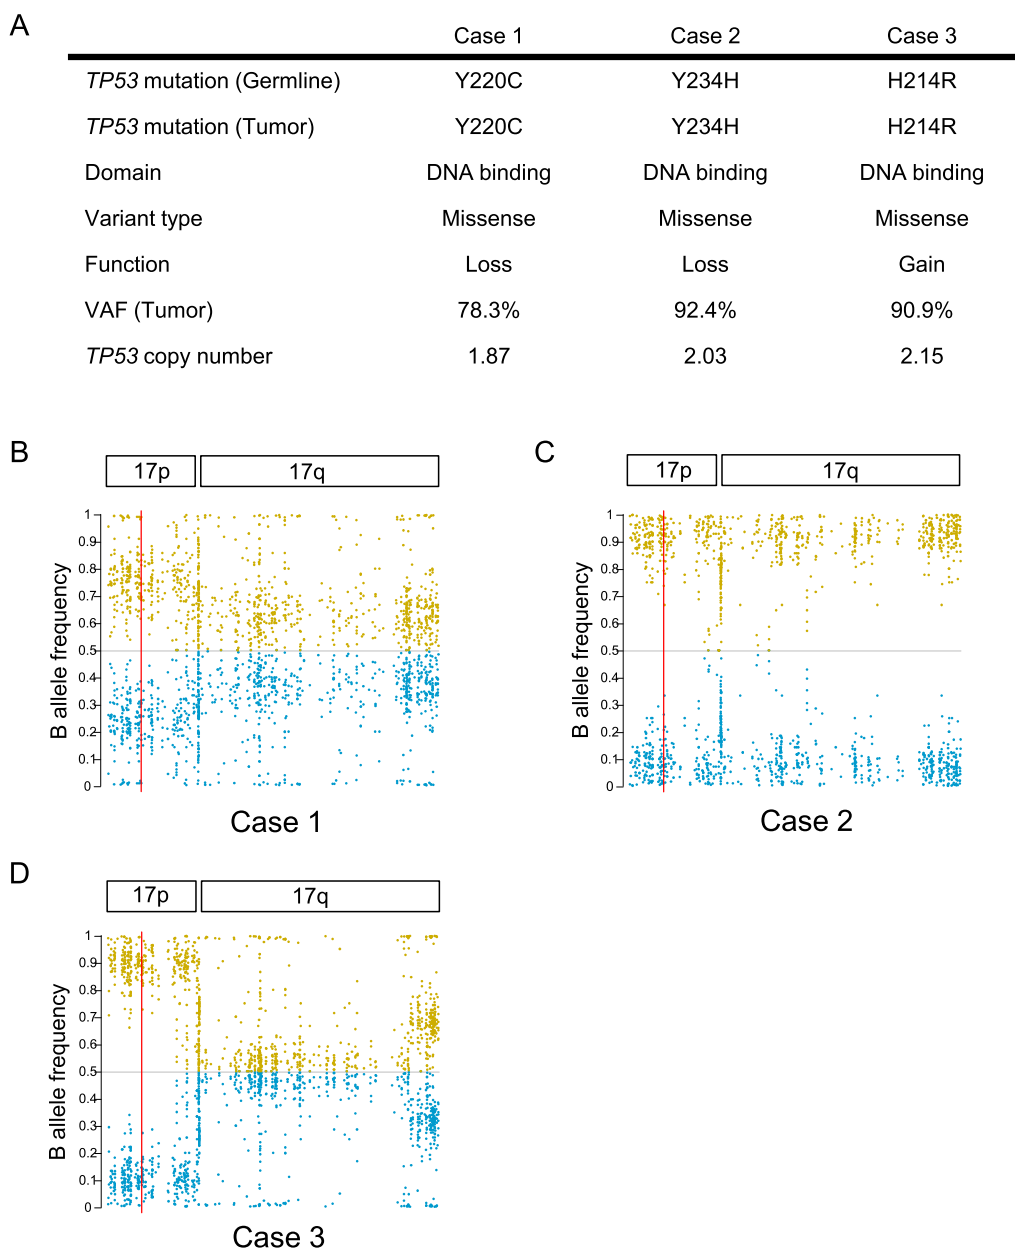 A
Case 1 Case 2 Case 3
TP53 mutation (Germline) Y220C Y234H H214R
TP53 mutation (Tumor) Y220C Y234H H214R
Domain DNA binding DNA binding DNA binding
Variant type Missense Missense Missense
Function Loss Loss Gain
VAF (Tumor) 78.3% 92.4% 90.9%
TP53 copy number 1.87 2.03 2.15
B
17p 17q
1
0.9
0.8
0.7
0.6
0.5
0.4
0.3
0.2
0.1
0
B allele frequency
Case 1
C
17p 17q
1
0.9
0.8
0.7
0.6
0.5
0.4
0.3
0.2
0.1
0
B allele frequency
Case 2
D
17p 17q
1
0.9
0.8
0.7
0.6
0.5
0.4
0.3
0.2
0.1
0
B allele frequency
Case 3